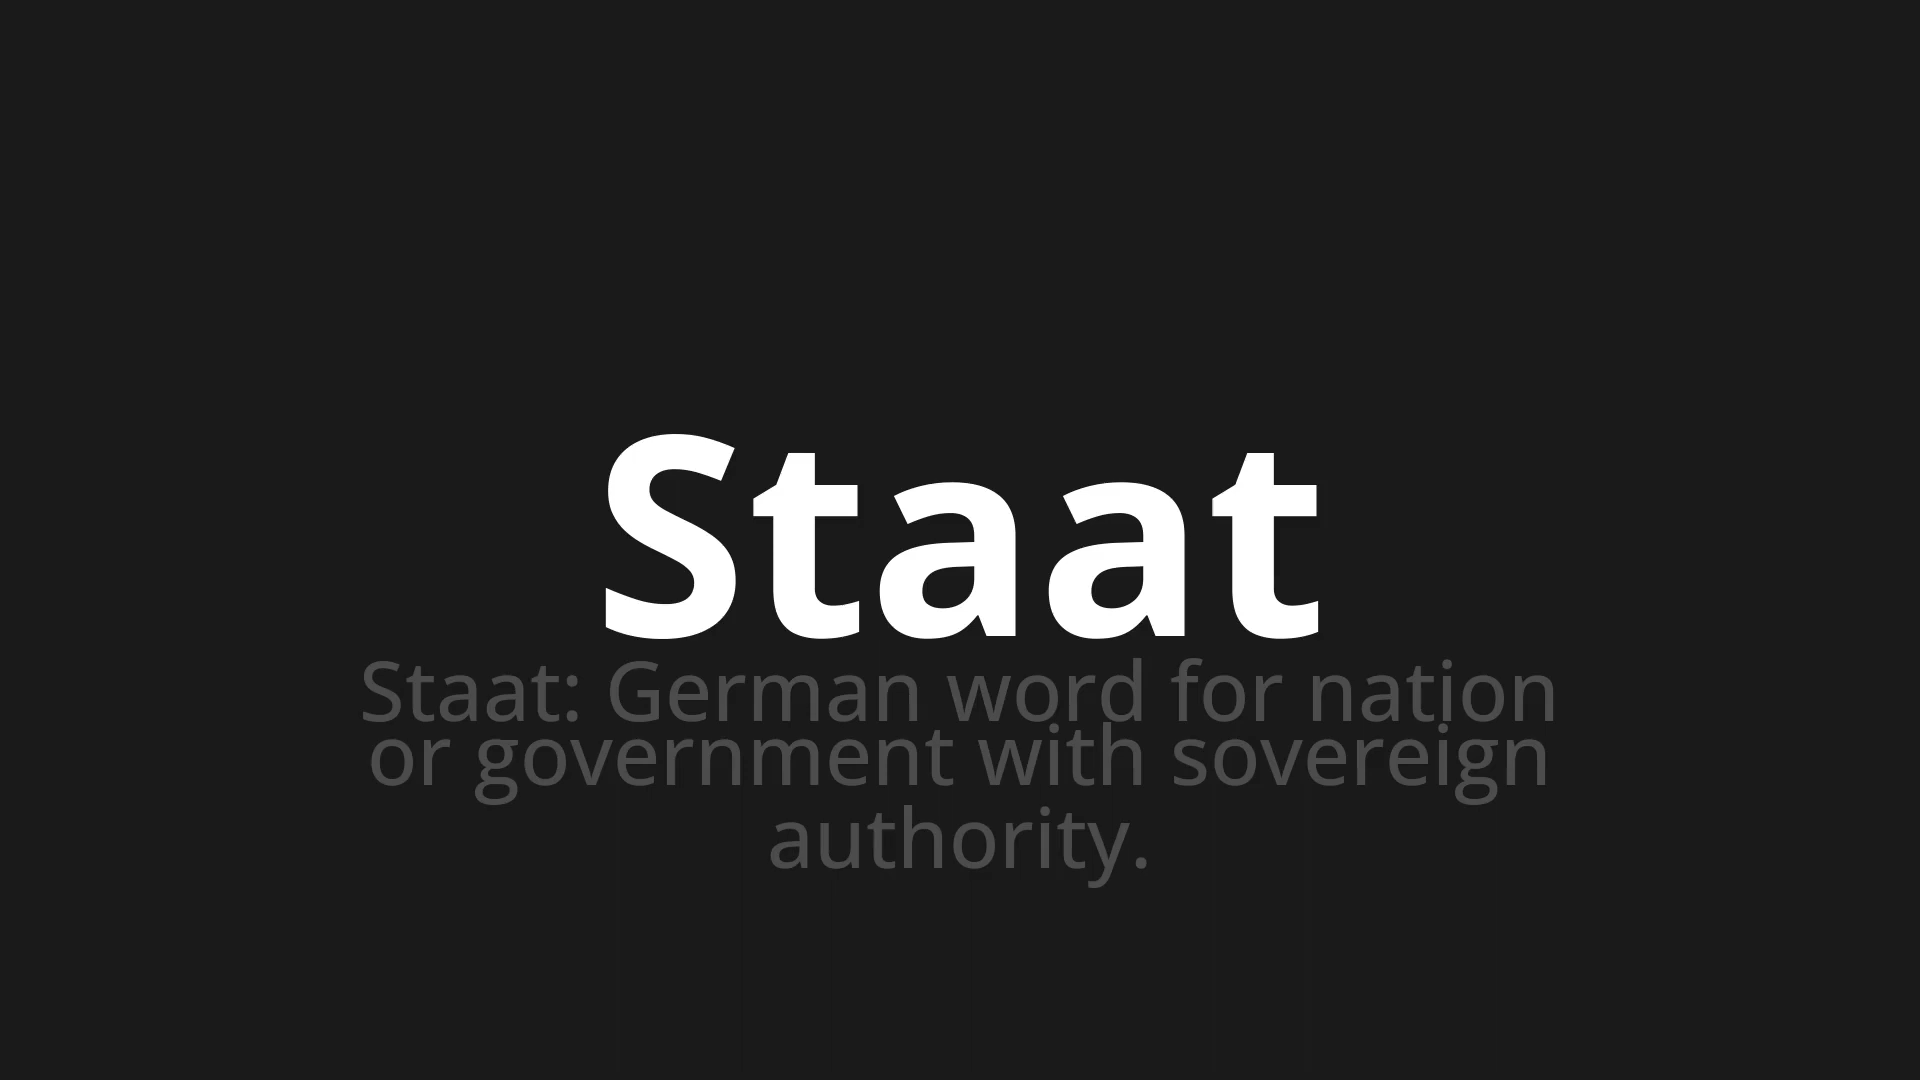 Staat
Staat: German word for nation
or government with sovereign
authority.